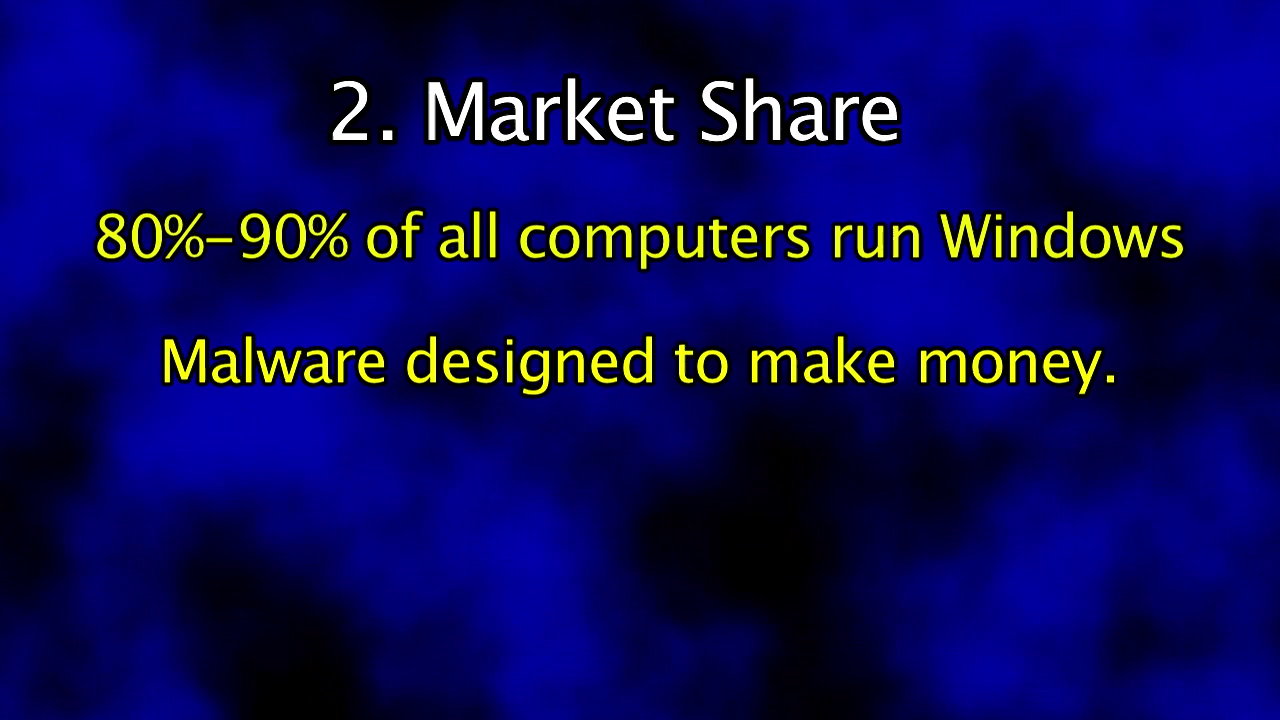 2. Market Share
80%–90% of all computers run Windows
Malware designed to make money.